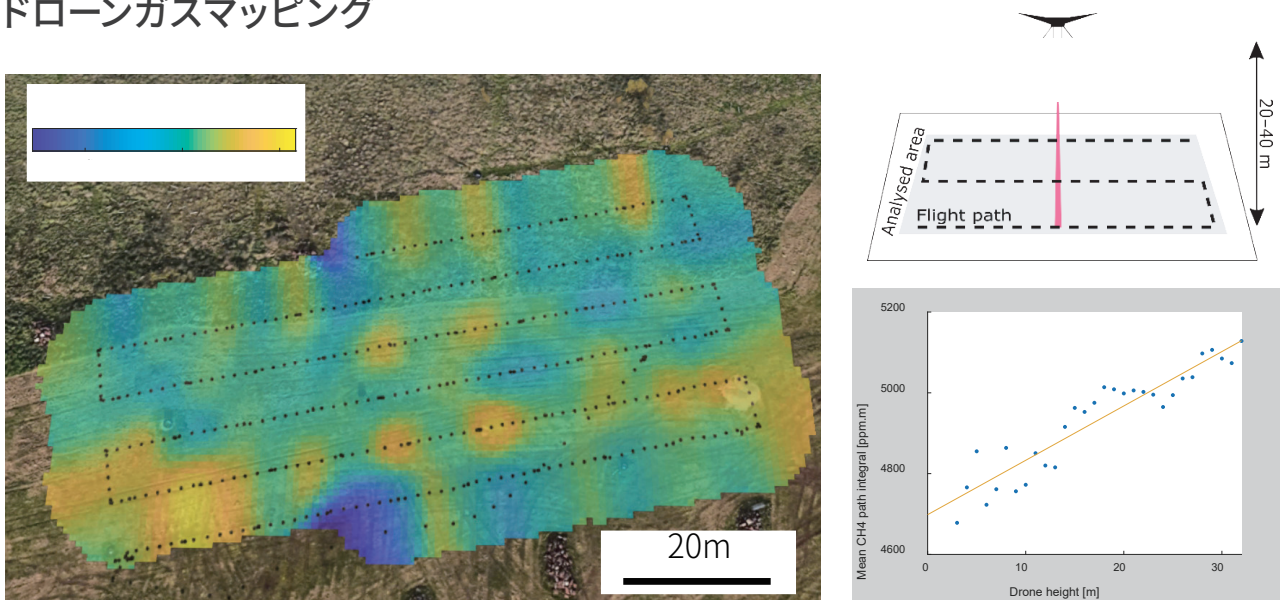 ドローンガスマッピング
20m
20–40 m
Analysed area
Flight path
5200
5000
4800
4600
0
10
20
30
Mean CH4 path integral [ppm.m]
Drone height [m]